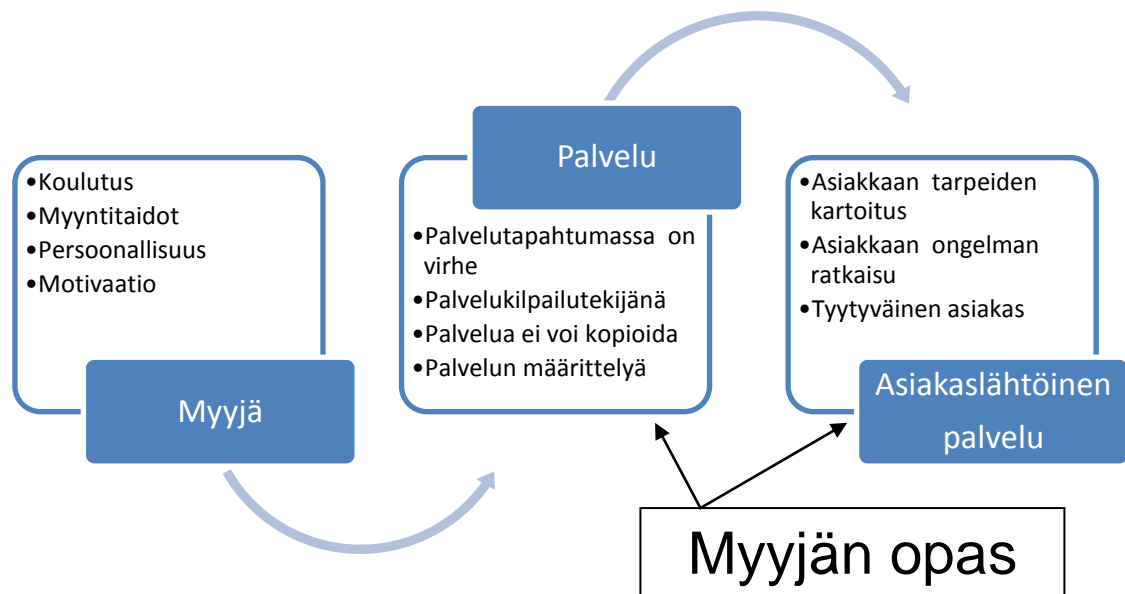 •Koulutus
•Myyntitaidot
•Persoonallisuus
•Motivaatio
Myyjä
Palvelu
•Palvelutapahtumassa on
virhe
•Palvelukilpailutekijänä
•Palvelua ei voi kopioida
•Palvelun määrittelyä
•Asiakkaan tarpeiden
kartoitus
•Asiakkaan ongelman
ratkaisu
•Tyytyväinen asiakas
Asiakaslähtöinen
palvelu
Myyjän opas